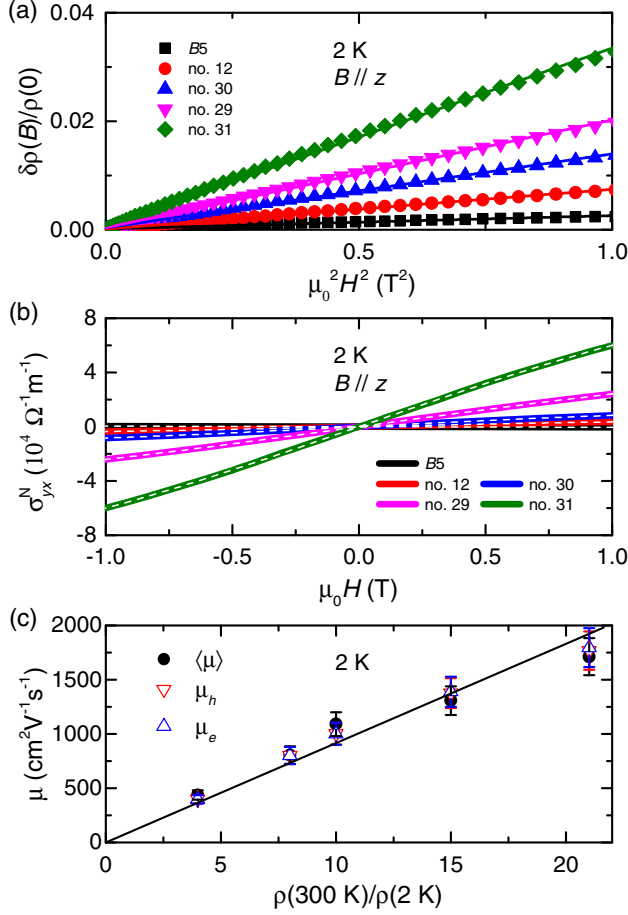 (a)
0.04
0.02
0.00
δρ(B)/ρ(0)
B5
no. 12
no. 30
no. 29
no. 31
2 K
B // z
0.0 0.5 1.0
μ₀²H² (T²)
(b)
8
4
0
-4
-8
σᴺyx (10⁴ Ω⁻¹m⁻¹)
2 K
B // z
B5
no. 12 no. 30
no. 29 no. 31
-1.0 -0.5 0.0 0.5 1.0
μ₀H (T)
(c)
2000
1500
1000
500
0
μ (cm²V⁻¹s⁻¹)
⟨μ⟩
μh
μe
2 K
0 5 10 15 20
ρ(300 K)/ρ(2 K)